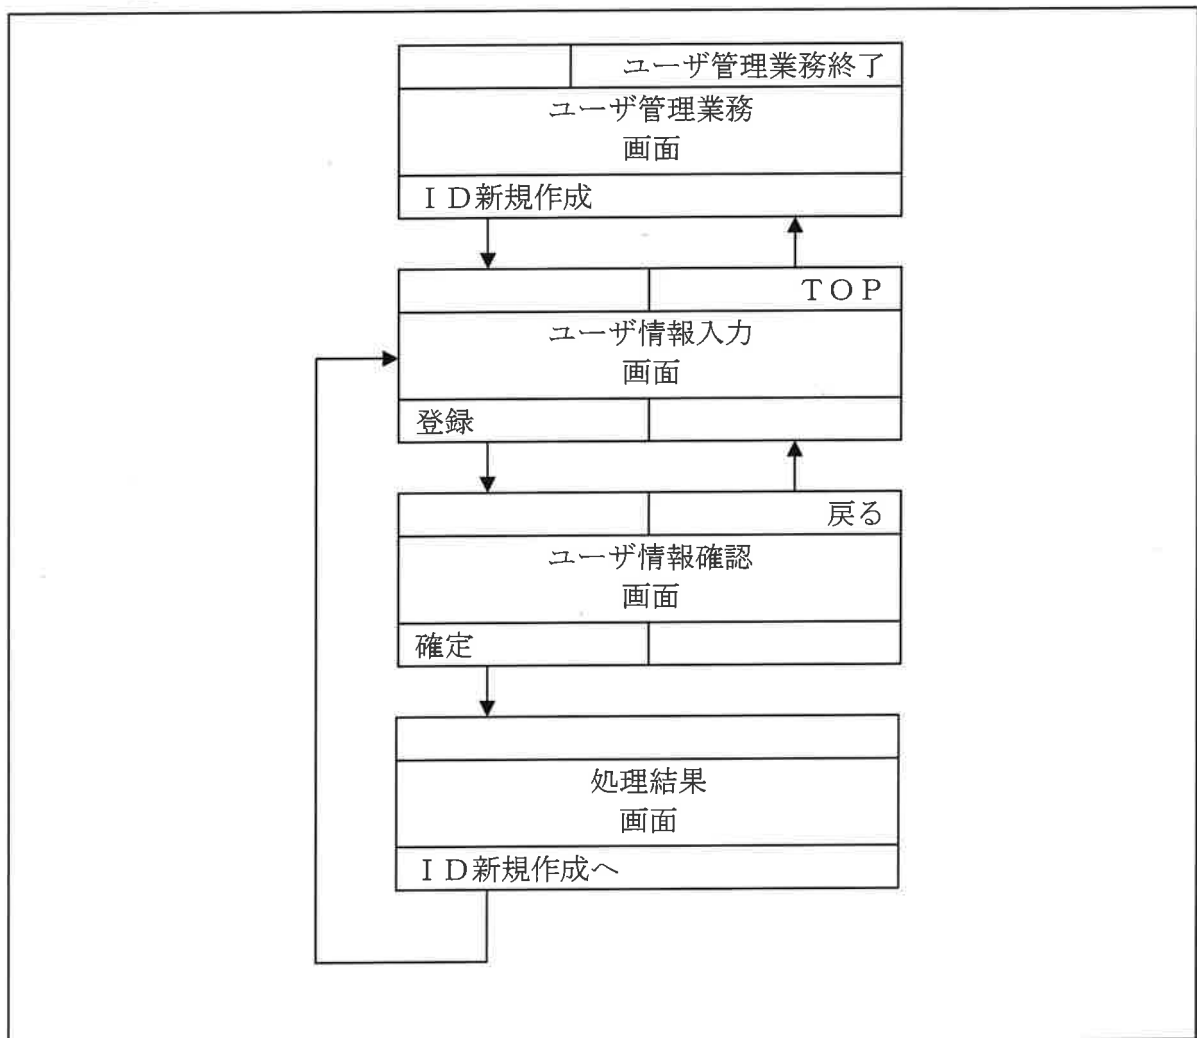 ユーザ管理業務終了
ユーザ管理業務
画面
ＩＤ新規作成
ＴＯＰ
ユーザ情報入力
画面
登録
戻る
ユーザ情報確認
画面
確定
処理結果
画面
ＩＤ新規作成へ